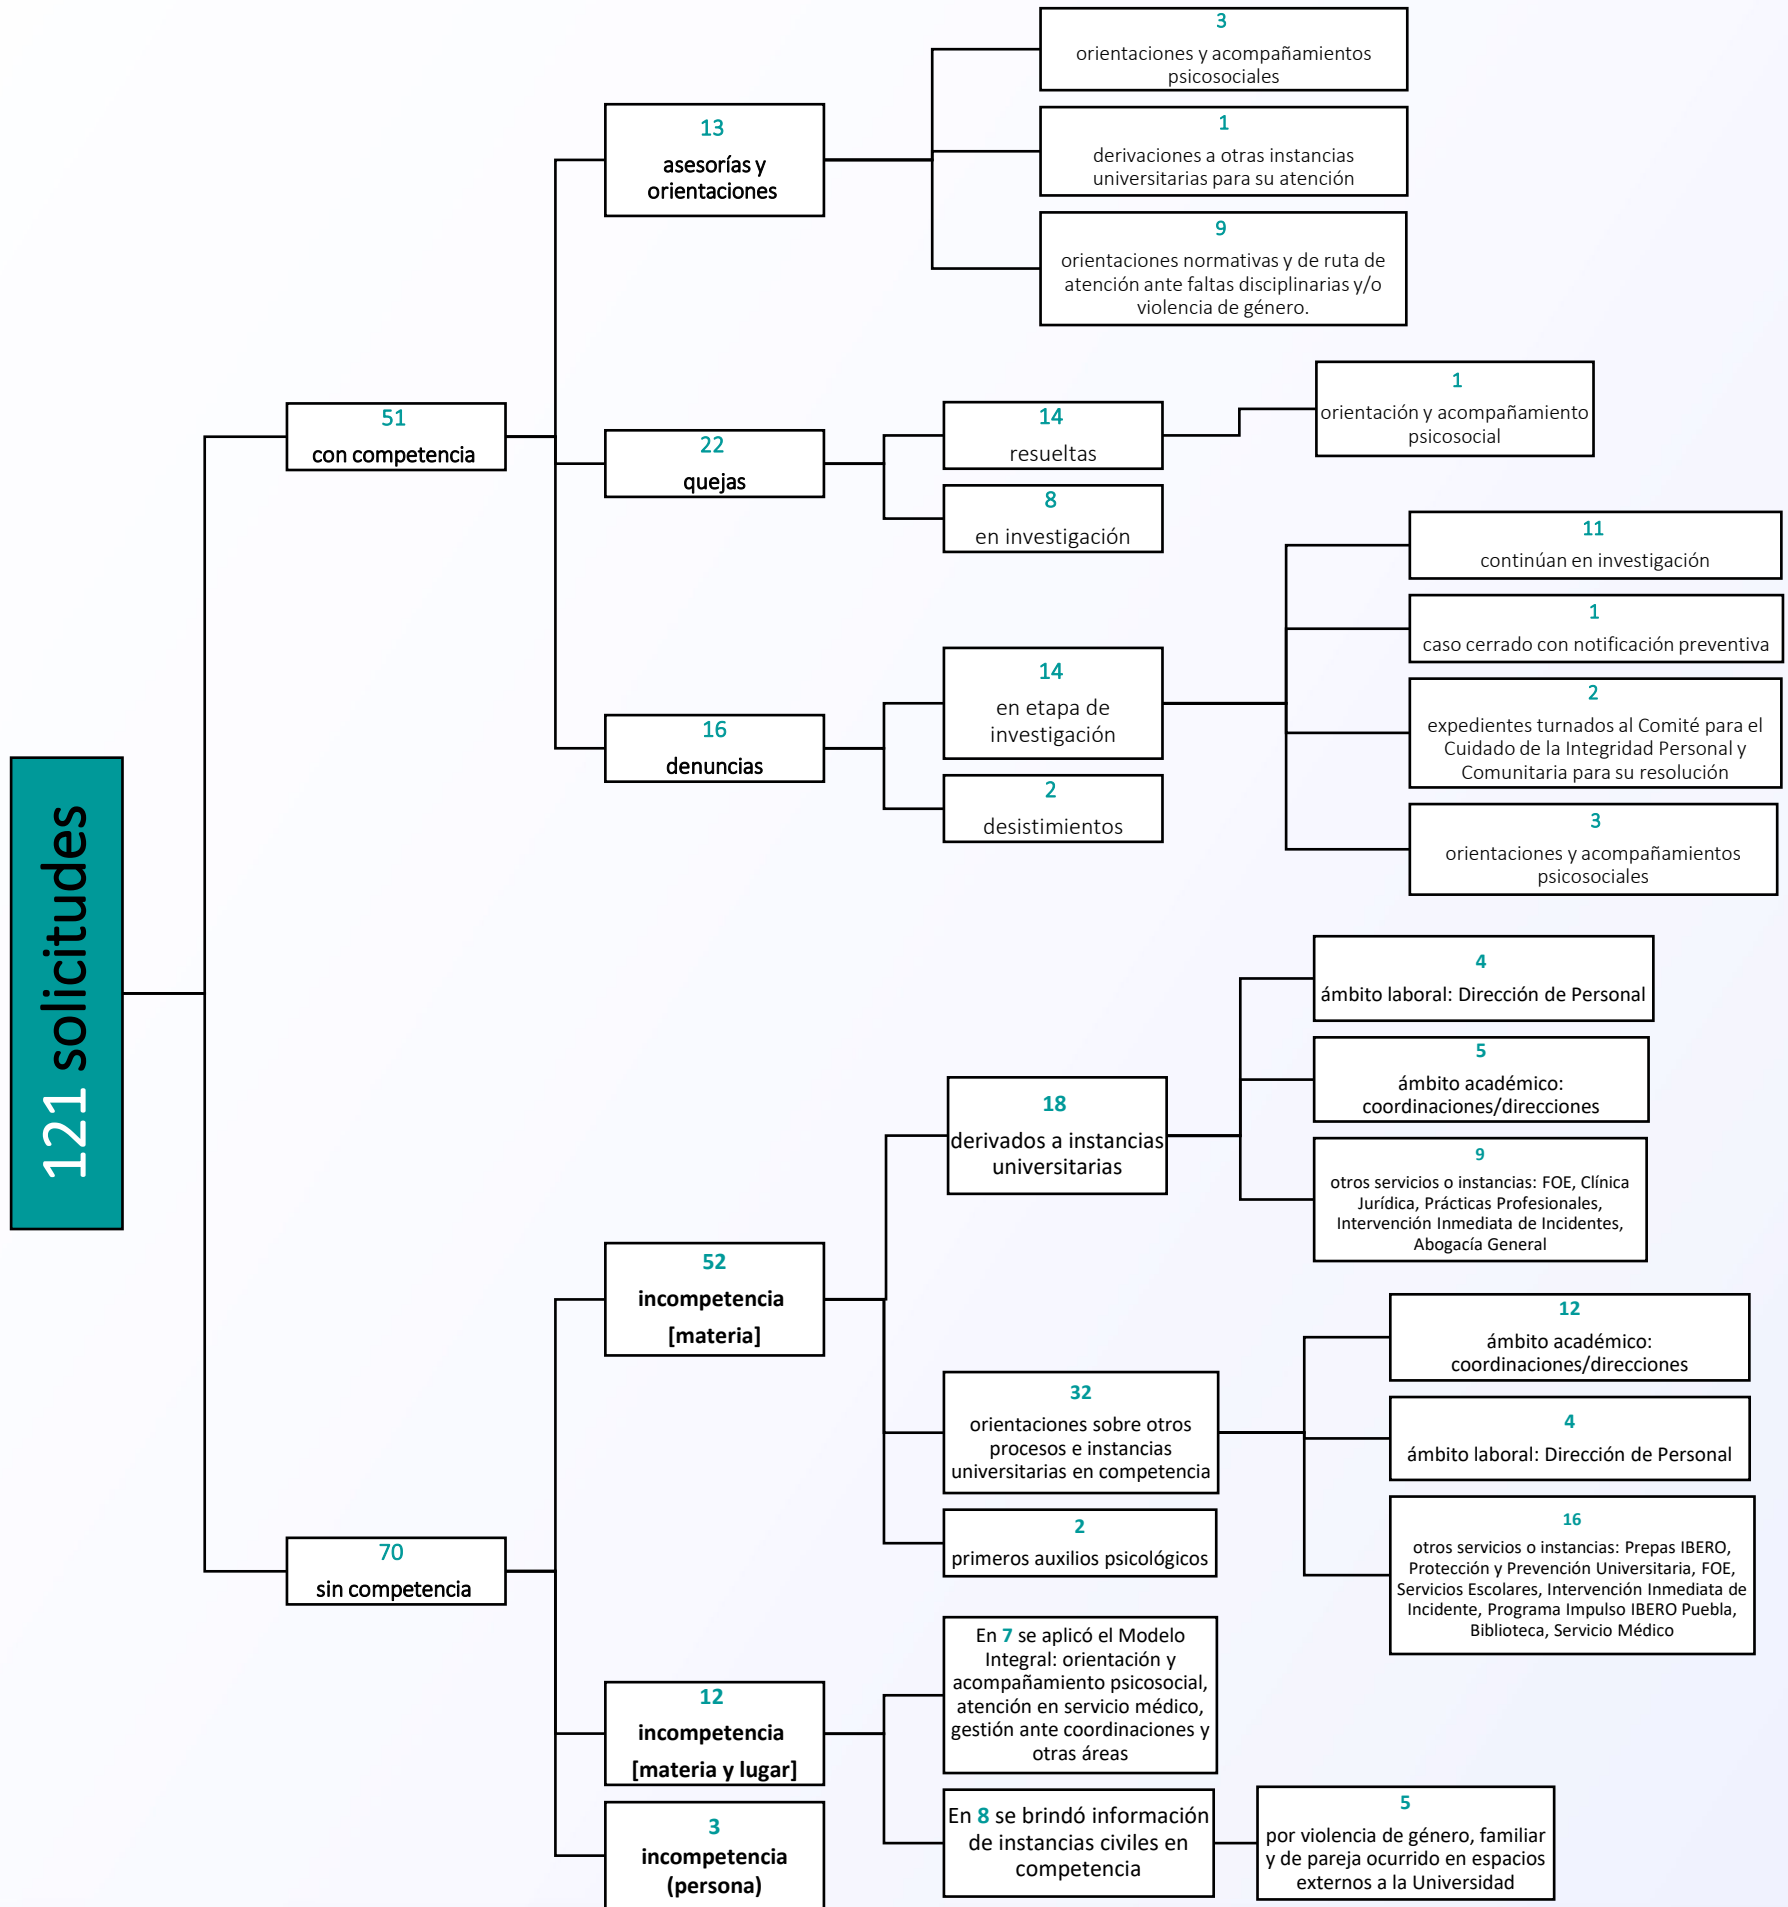 121 solicitudes
51
con competencia
13
asesorías y
orientaciones
3
orientaciones y acompañamientos
psicosociales
1
derivaciones a otras instancias
universitarias para su atención
9
orientaciones normativas y de ruta de
atención ante faltas disciplinarias y/o
violencia de género.
22
quejas
14
resueltas
1
orientación y acompañamiento
psicosocial
8
en investigación
16
denuncias
14
en etapa de
investigación
11
continúan en investigación
1
caso cerrado con notificación preventiva
2
expedientes turnados al Comité para el
Cuidado de la Integridad Personal y
Comunitaria para su resolución
3
orientaciones y acompañamientos
psicosociales
2
desistimientos
70
sin competencia
52
incompetencia
[materia]
18
derivados a instancias
universitarias
4
ámbito laboral: Dirección de Personal
5
ámbito académico:
coordinaciones/direcciones
9
otros servicios o instancias: FOE, Clínica
Jurídica, Prácticas Profesionales,
Intervención Inmediata de Incidentes,
Abogacía General
32
orientaciones sobre otros
procesos e instancias
universitarias en competencia
12
ámbito académico:
coordinaciones/direcciones
4
ámbito laboral: Dirección de Personal
16
otros servicios o instancias: Prepas IBERO,
Protección y Prevención Universitaria, FOE,
Servicios Escolares, Intervención Inmediata de
Incidente, Programa Impulso IBERO Puebla,
Biblioteca, Servicio Médico
2
primeros auxilios psicológicos
12
incompetencia
[materia y lugar]
En 7 se aplicó el Modelo
Integral: orientación y
acompañamiento psicosocial,
atención en servicio médico,
gestión ante coordinaciones y
otras áreas
En 8 se brindó información
de instancias civiles en
competencia
5
por violencia de género, familiar
y de pareja ocurrido en espacios
externos a la Universidad
3
incompetencia
(persona)